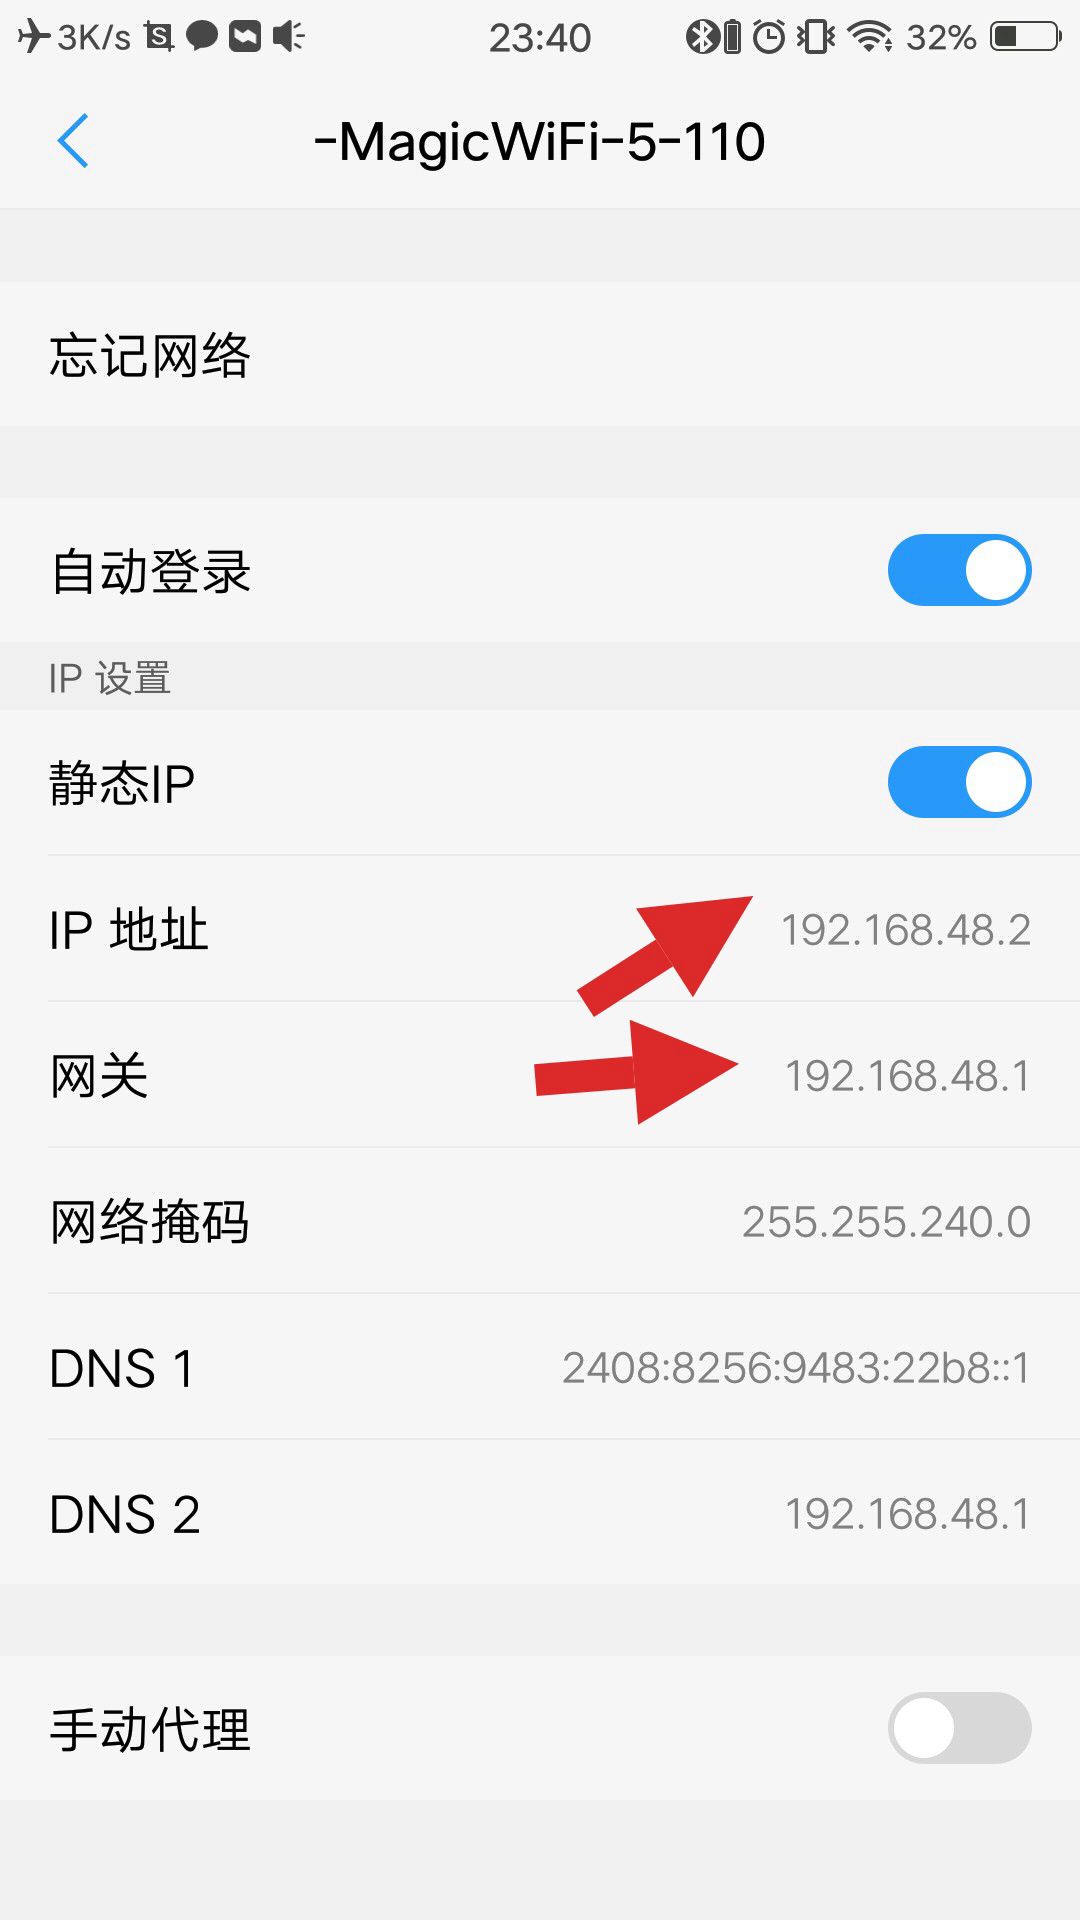 3K/s 23:40 32%
-MagicWiFi-5-110
忘记网络
自动登录
IP 设置
静态IP
IP 地址 192.168.48.2
网关 192.168.48.1
网络掩码 255.255.240.0
DNS 1 2408:8256:9483:22b8::1
DNS 2 192.168.48.1
手动代理